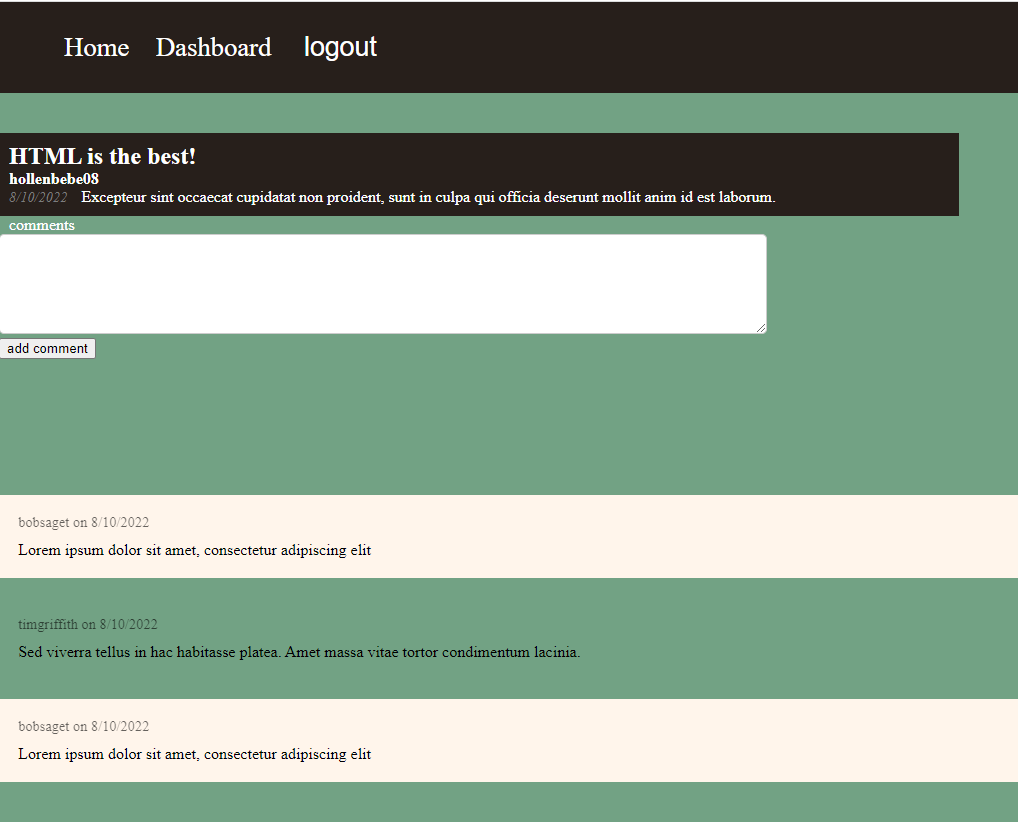 Home Dashboard logout
HTML is the best!
hollenbebe08
8/10/2022 Excepteur sint occaecat cupidatat non proident, sunt in culpa qui officia deserunt mollit anim id est laborum.
comments
add comment
bobsaget on 8/10/2022
Lorem ipsum dolor sit amet, consectetur adipiscing elit
timgriffith on 8/10/2022
Sed viverra tellus in hac habitasse platea. Amet massa vitae tortor condimentum lacinia.
bobsaget on 8/10/2022
Lorem ipsum dolor sit amet, consectetur adipiscing elit